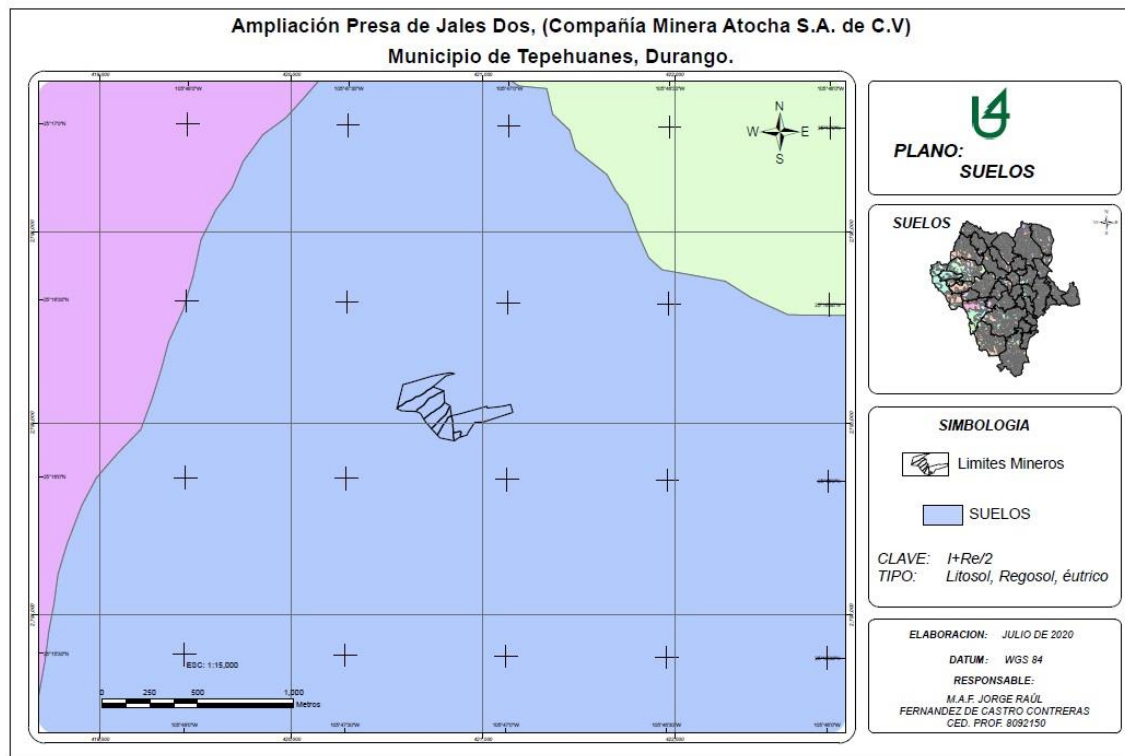 Ampliación Presa de Jales Dos, (Compañía Minera Atocha S.A. de C.V)
Municipio de Tepehuanes, Durango.
N
W E
S
ESC: 1:15,000
0 250 500 1,000
Metros
PLANO:
SUELOS
SUELOS
SIMBOLOGIA
Limites Mineros
SUELOS
CLAVE: I+Re/2
TIPO: Litosol, Regosol, éutrico
ELABORACION: JULIO DE 2020
DATUM: WGS 84
RESPONSABLE:
M.A.F. JORGE RAÚL
FERNANDEZ DE CASTRO CONTRERAS
CED. PROF. 8092150